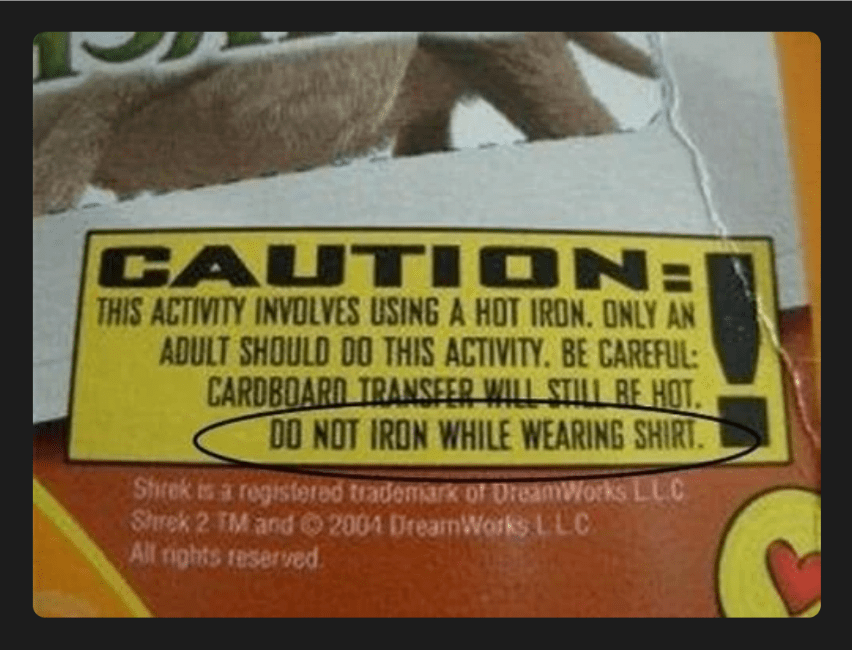 CAUTION:
THIS ACTIVITY INVOLVES USING A HOT IRON. ONLY AN
ADULT SHOULD DO THIS ACTIVITY. BE CAREFUL:
CARDBOARD TRANSFER WILL STILL BE HOT.
DO NOT IRON WHILE WEARING SHIRT.
!
Shrek is a registered trademark of DreamWorks L.L.C.
Shrek 2 TM and © 2004 DreamWorks L.L.C.
All rights reserved.